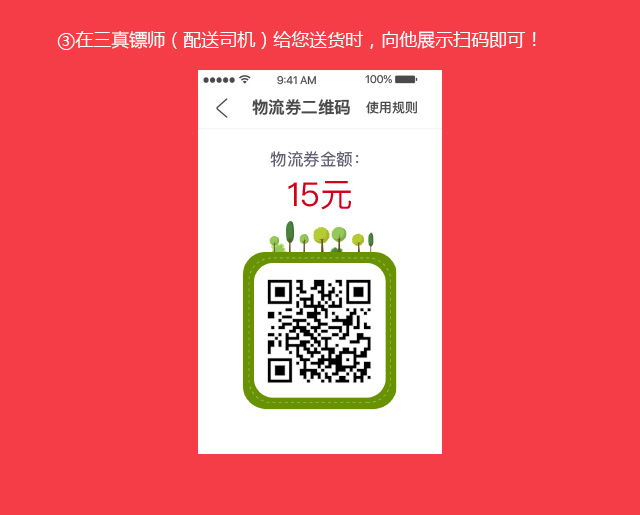 ③在三真镖师（配送司机）给您送货时，向他展示扫码即可！
9:41 AM
100%
物流券二维码
使用规则
物流券金额：
15元